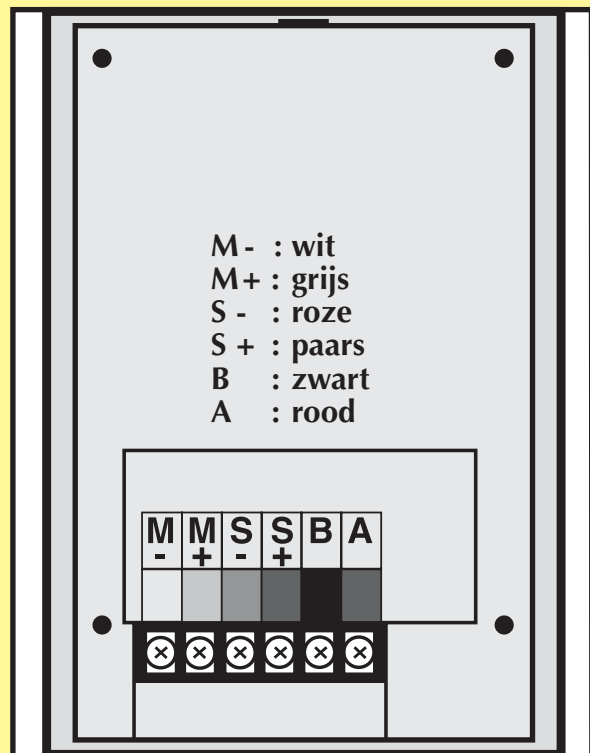 M - : wit
M + : grijs
S - : roze
S + : paars
B : zwart
A : rood
M M S S B A
- + - +